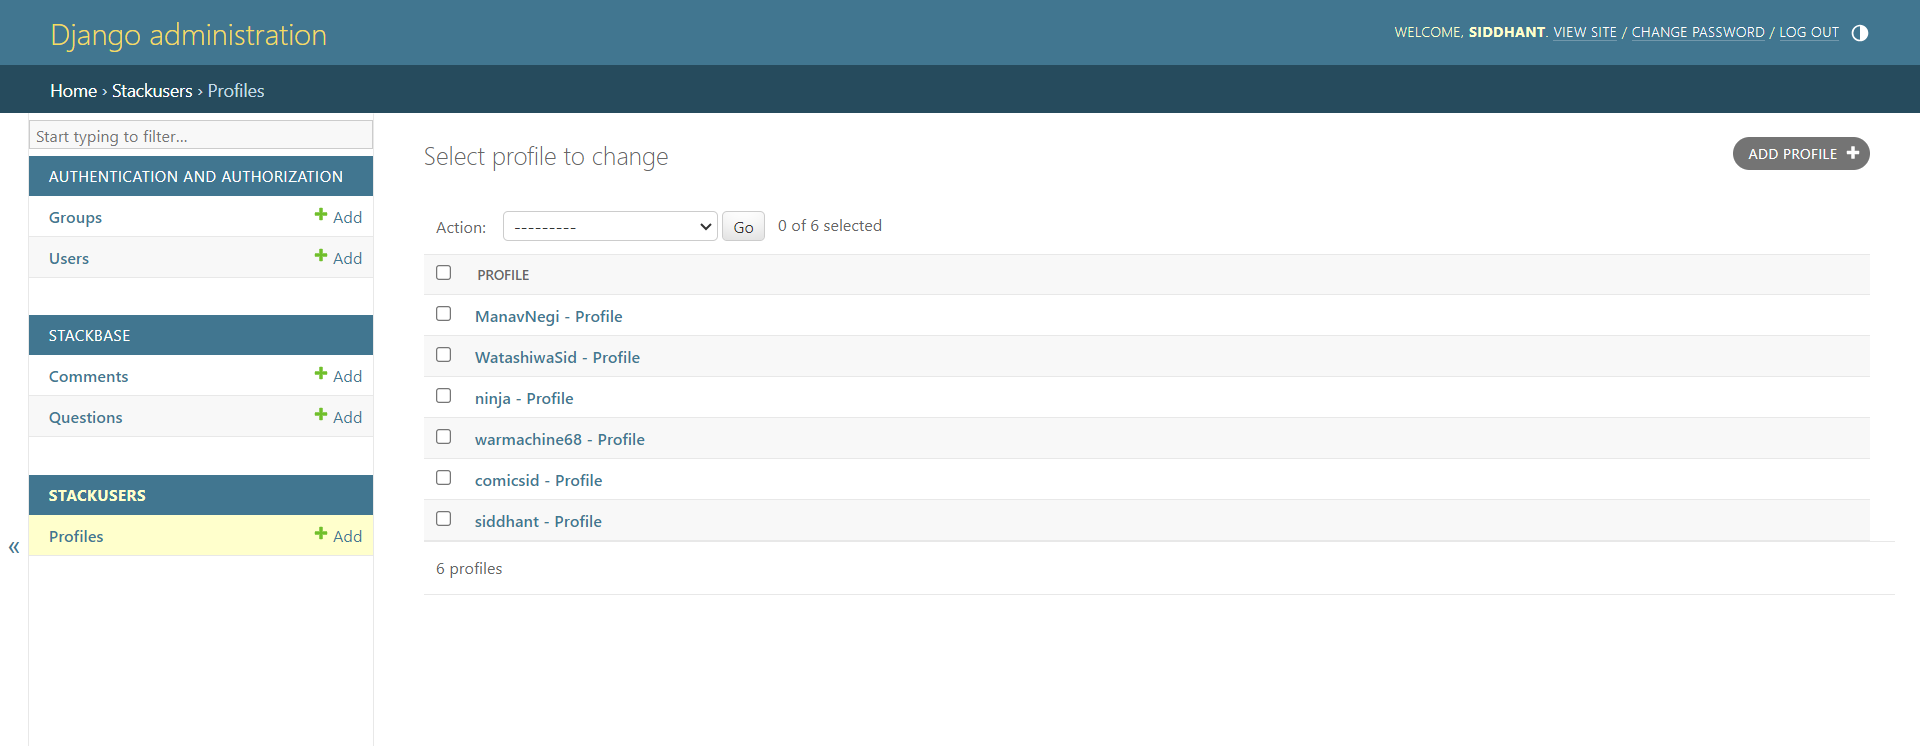 Django administration
WELCOME, SIDDHANT. VIEW SITE / CHANGE PASSWORD / LOG OUT
Home › Stackusers › Profiles
Start typing to filter...
AUTHENTICATION AND AUTHORIZATION
Groups + Add
Users + Add
STACKBASE
Comments + Add
Questions + Add
STACKUSERS
Profiles + Add
«
Select profile to change
ADD PROFILE +
Action: --------- Go 0 of 6 selected
PROFILE
ManavNegi - Profile
WatashiwaSid - Profile
ninja - Profile
warmachine68 - Profile
comicsid - Profile
siddhant - Profile
6 profiles